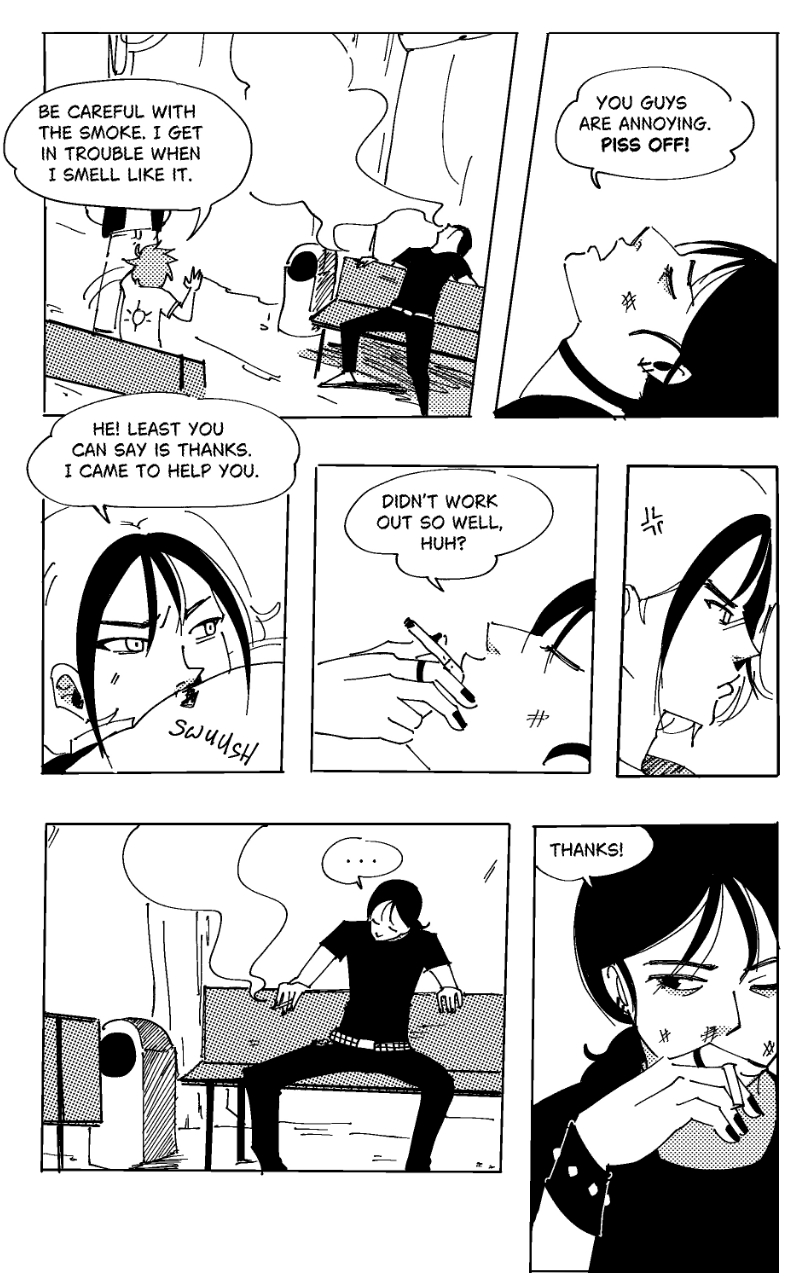 BE CAREFUL WITH
THE SMOKE. I GET
IN TROUBLE WHEN
I SMELL LIKE IT.
YOU GUYS
ARE ANNOYING.
PISS OFF!
HE! LEAST YOU
CAN SAY IS THANKS.
I CAME TO HELP YOU.
SWUUSH
DIDN'T WORK
OUT SO WELL,
HUH?
...
THANKS!